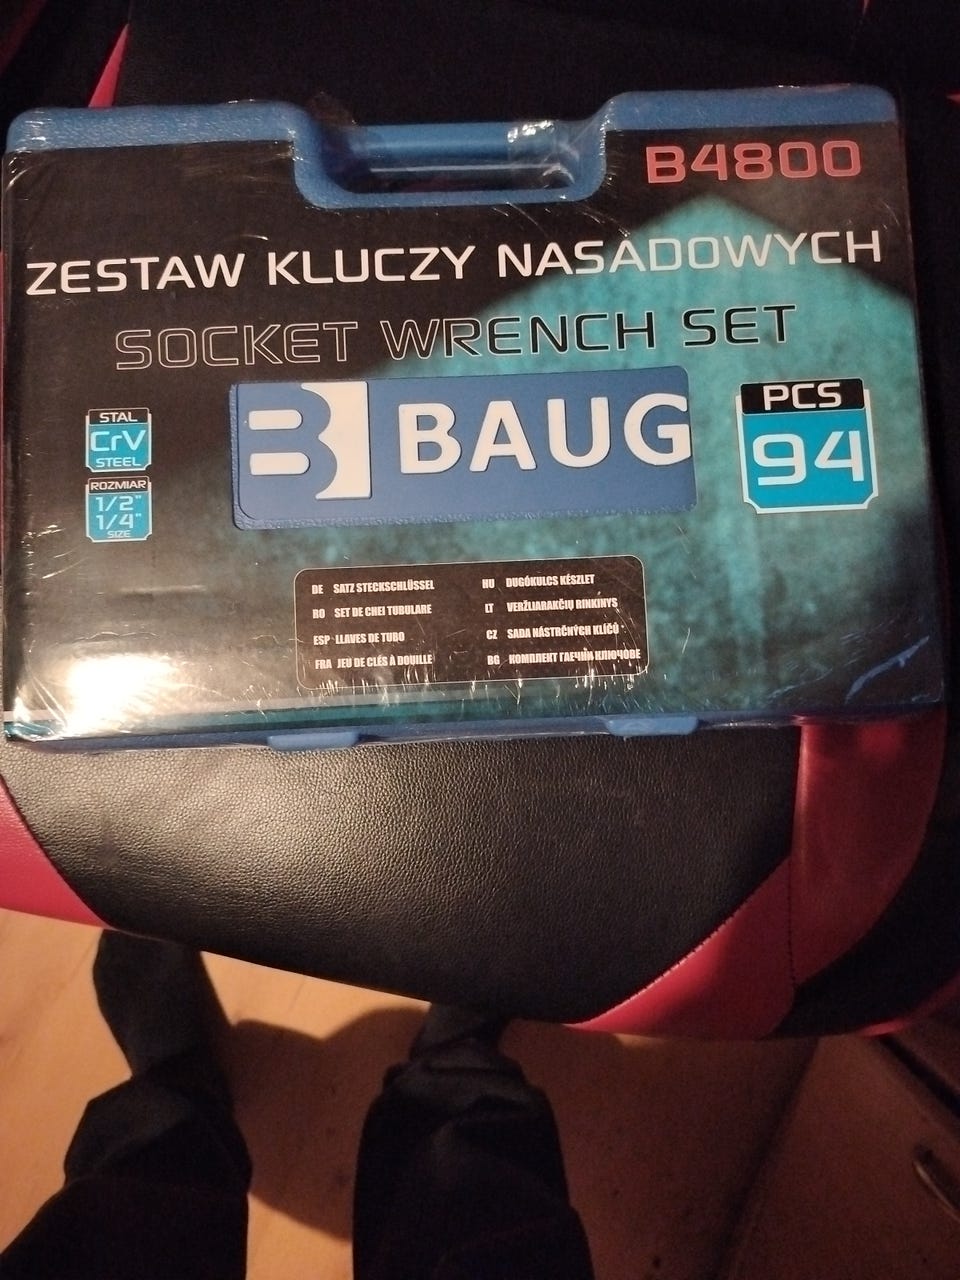 B4800
ZESTAW KLUCZY NASADOWYCH
SOCKET WRENCH SET
STAL
CrV
STEEL
ROZMIAR
1/2"
1/4"
SIZE
B BAUG
PCS
94
DE SATZ STECKSCHLÜSSEL
RO SET DE CHEI TUBULARE
ESP LLAVES DE TUBO
FRA JEU DE CLÉS À DOUILLE
HU DUGÓKULCS KÉSZLET
LT VERŽLIARAKČIŲ RINKINYS
CZ SADA NÁSTRČNÝCH KLÍČŮ
BG КОМПЛЕКТ ГАЕЧНИ КЛЮЧОВЕ